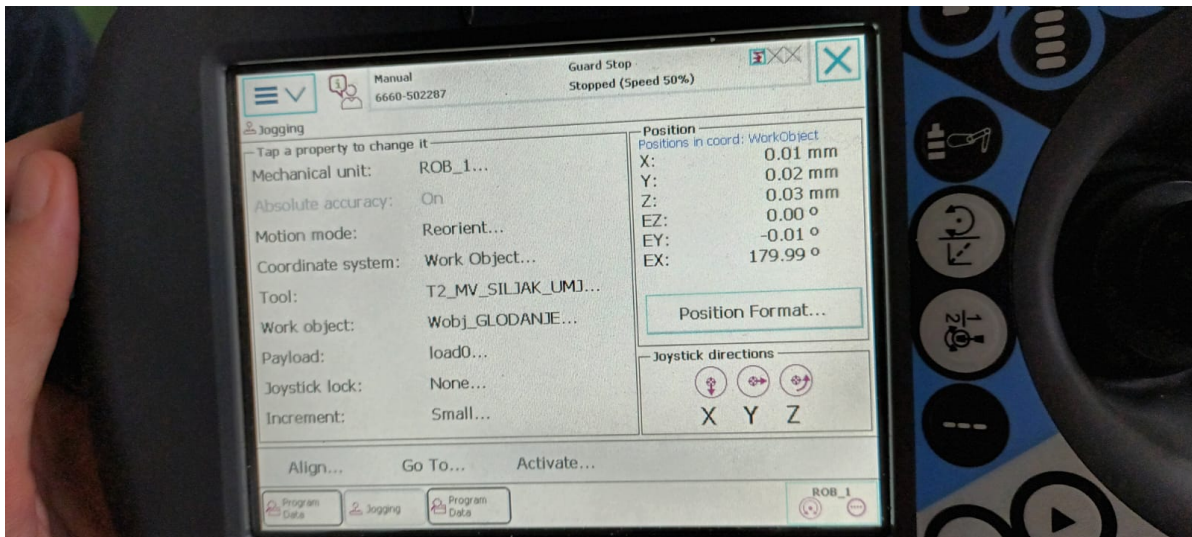 Manual
6660-502287
Guard Stop
Stopped (Speed 50%)
Jogging
Tap a property to change it
Mechanical unit: ROB_1...
Absolute accuracy: On
Motion mode: Reorient...
Coordinate system: Work Object...
Tool: T2_MV_SILJAK_UMJ...
Work object: Wobj_GLODANJE...
Payload: load0...
Joystick lock: None...
Increment: Small...
Position
Positions in coord: WorkObject
X: 0.01 mm
Y: 0.02 mm
Z: 0.03 mm
EZ: 0.00 º
EY: -0.01 º
EX: 179.99 º
Position Format...
Joystick directions
X Y Z
Align... Go To... Activate...
Program Data
Jogging
Program Data
ROB_1
1
2